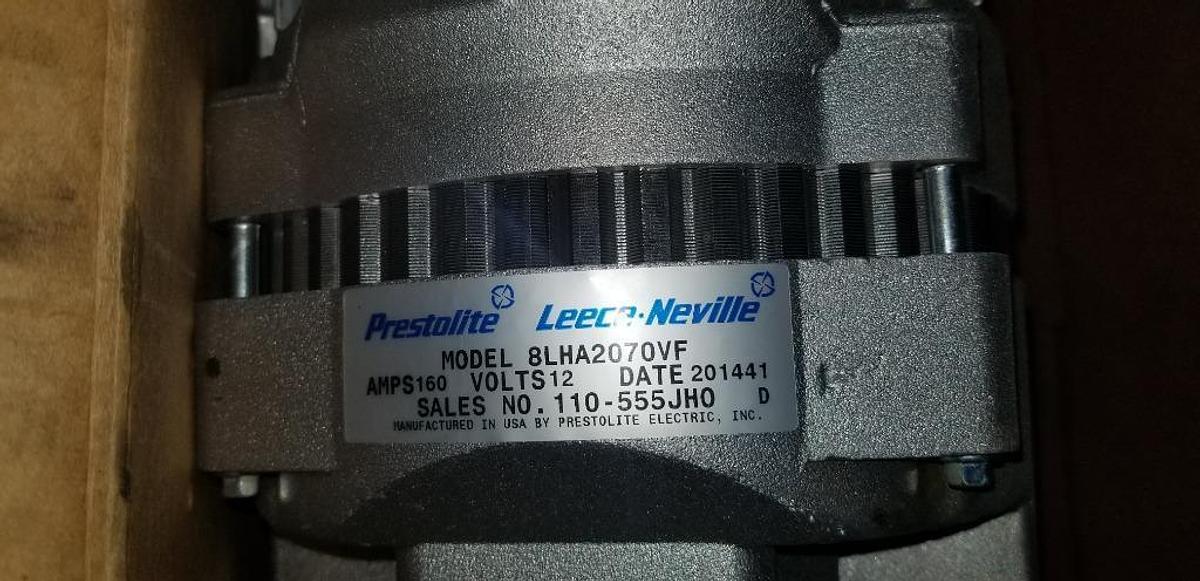 Prestolite Leece-Neville
MODEL 8LHA2070VF
AMPS160 VOLTS12 DATE 201441
SALES NO. 110-555JHO D
MANUFACTURED IN USA BY PRESTOLITE ELECTRIC, INC.